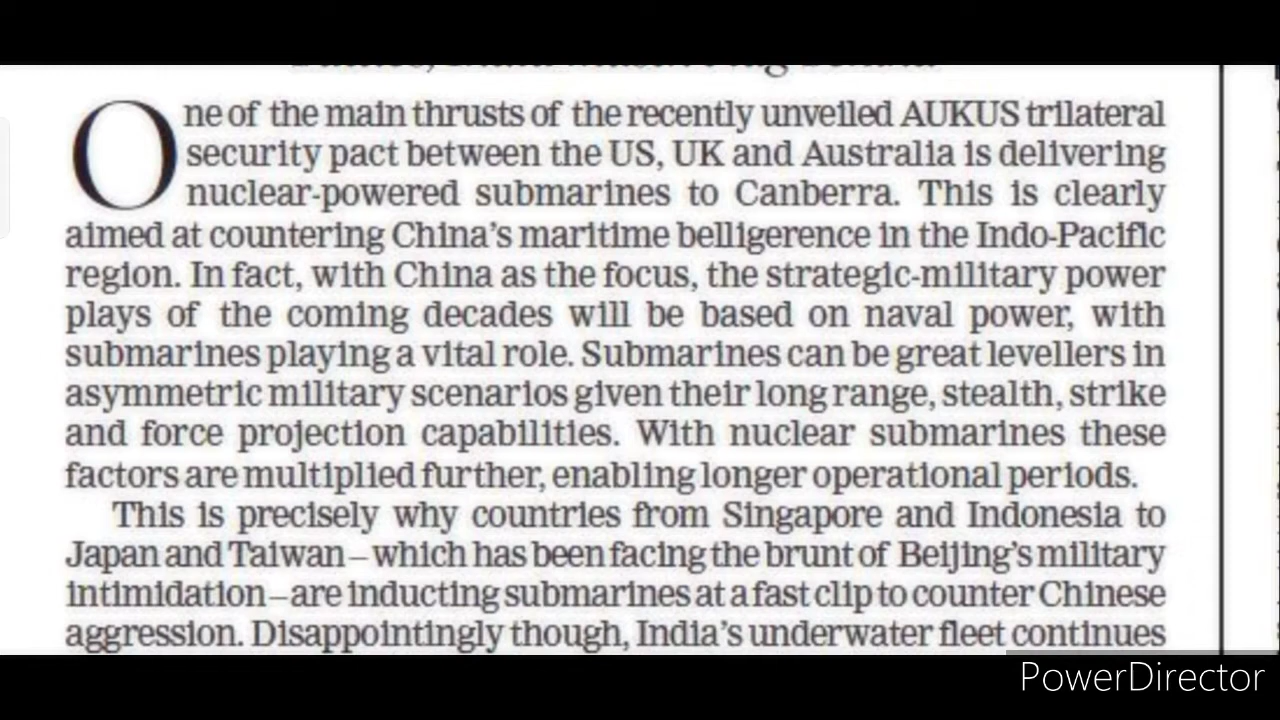 One of the main thrusts of the recently unveiled AUKUS trilateral
security pact between the US, UK and Australia is delivering
nuclear-powered submarines to Canberra. This is clearly
aimed at countering China's maritime belligerence in the Indo-Pacific
region. In fact, with China as the focus, the strategic-military power
plays of the coming decades will be based on naval power, with
submarines playing a vital role. Submarines can be great levellers in
asymmetric military scenarios given their long range, stealth, strike
and force projection capabilities. With nuclear submarines these
factors are multiplied further, enabling longer operational periods.
This is precisely why countries from Singapore and Indonesia to
Japan and Taiwan – which has been facing the brunt of Beijing's military
intimidation – are inducting submarines at a fast clip to counter Chinese
aggression. Disappointingly though, India's underwater fleet continues
PowerDirector